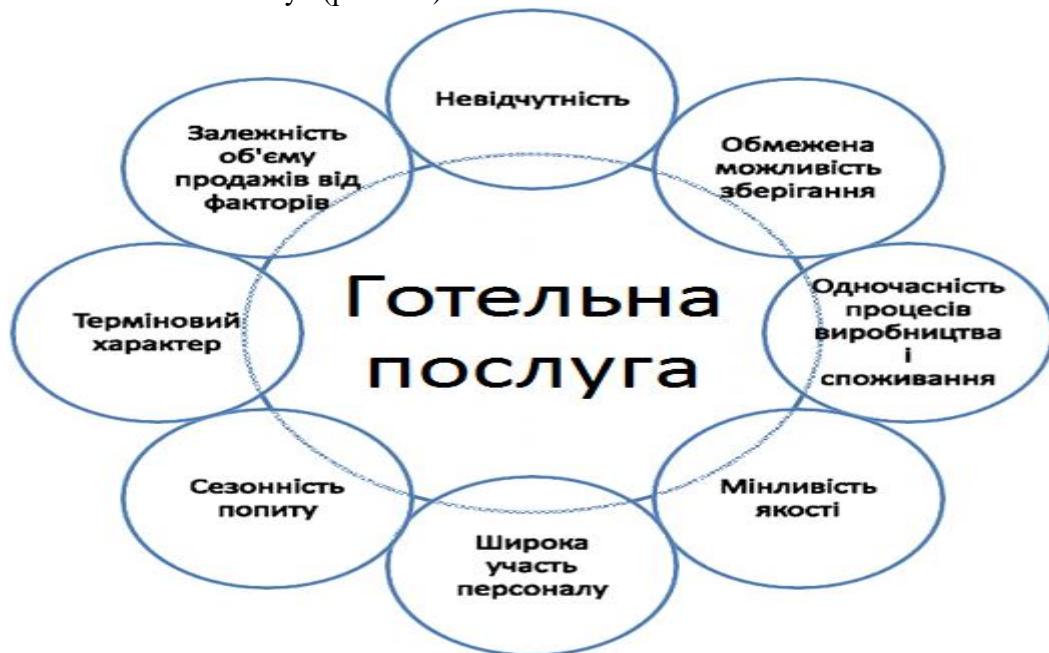 Невідчутність
Обмежена
можливість
зберігання
Одночасність
процесів
виробництва
і
споживання
Мінливість
якості
Широка
участь
персоналу
Сезонність
попиту
Терміновий
характер
Залежність
об'єму
продажів від
факторів
Готельна
послуга